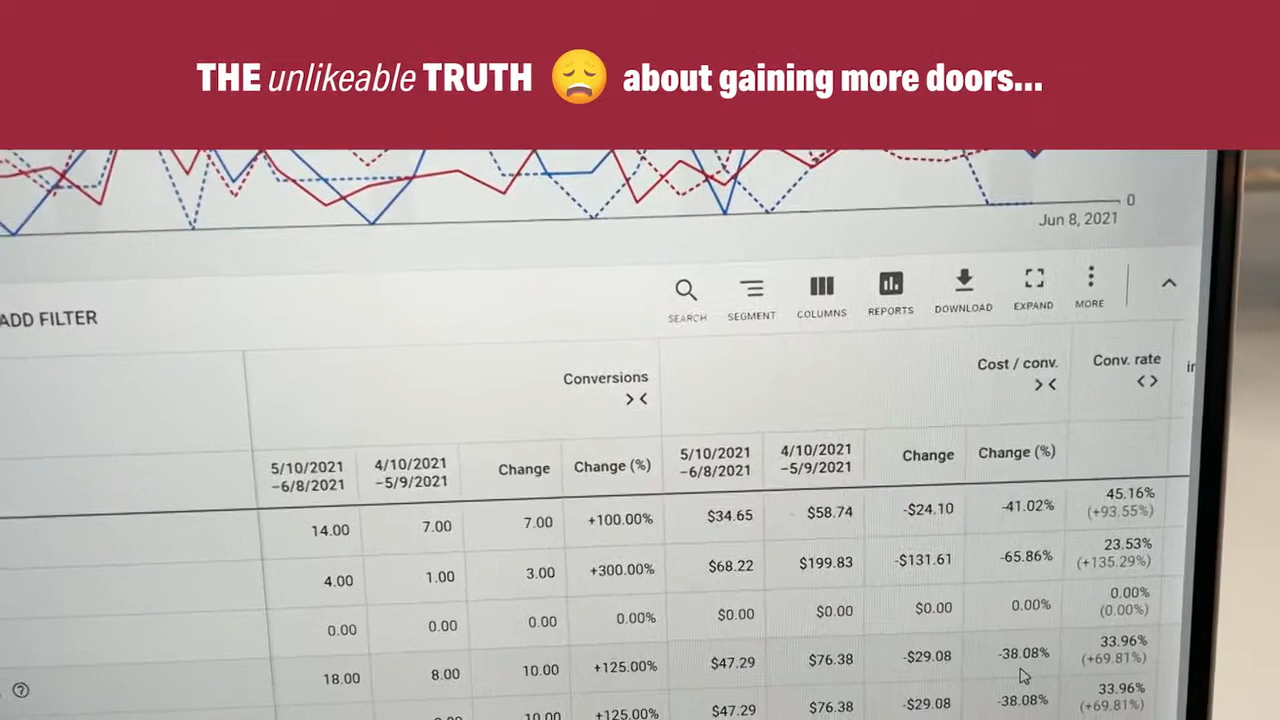 THE unlikeable TRUTH 😩 about gaining more doors...
0
Jun 8, 2021
ADD FILTER
SEARCH SEGMENT COLUMNS REPORTS DOWNLOAD EXPAND MORE
Conversions Cost / conv. Conv. rate
5/10/2021 –6/8/2021 4/10/2021 –5/9/2021 Change Change (%) 5/10/2021 –6/8/2021 4/10/2021 –5/9/2021 Change Change (%)
14.00 7.00 7.00 +100.00% $34.65 $58.74 -$24.10 -41.02% 45.16% (+93.55%)
4.00 1.00 3.00 +300.00% $68.22 $199.83 -$131.61 -65.86% 23.53% (+135.29%)
0.00 0.00 0.00 0.00% $0.00 $0.00 $0.00 0.00% 0.00% (0.00%)
18.00 8.00 10.00 +125.00% $47.29 $76.38 -$29.08 -38.08% 33.96% (+69.81%)
10.00 +125.00% $47.29 $76.38 -$29.08 -38.08% 33.96% (+69.81%)